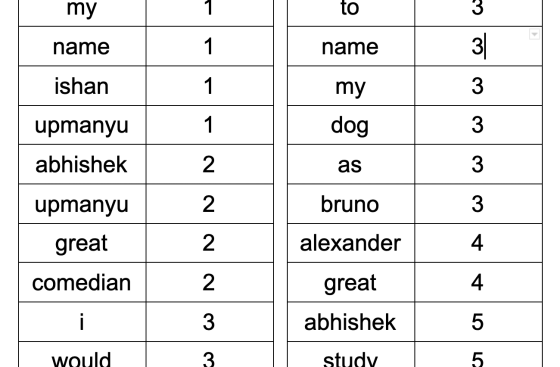 my 1
name 1
ishan 1
upmanyu 1
abhishek 2
upmanyu 2
great 2
comedian 2
i 3
would 3
to 3
name 3
my 3
dog 3
as 3
bruno 3
alexander 4
great 4
abhishek 5
study 5